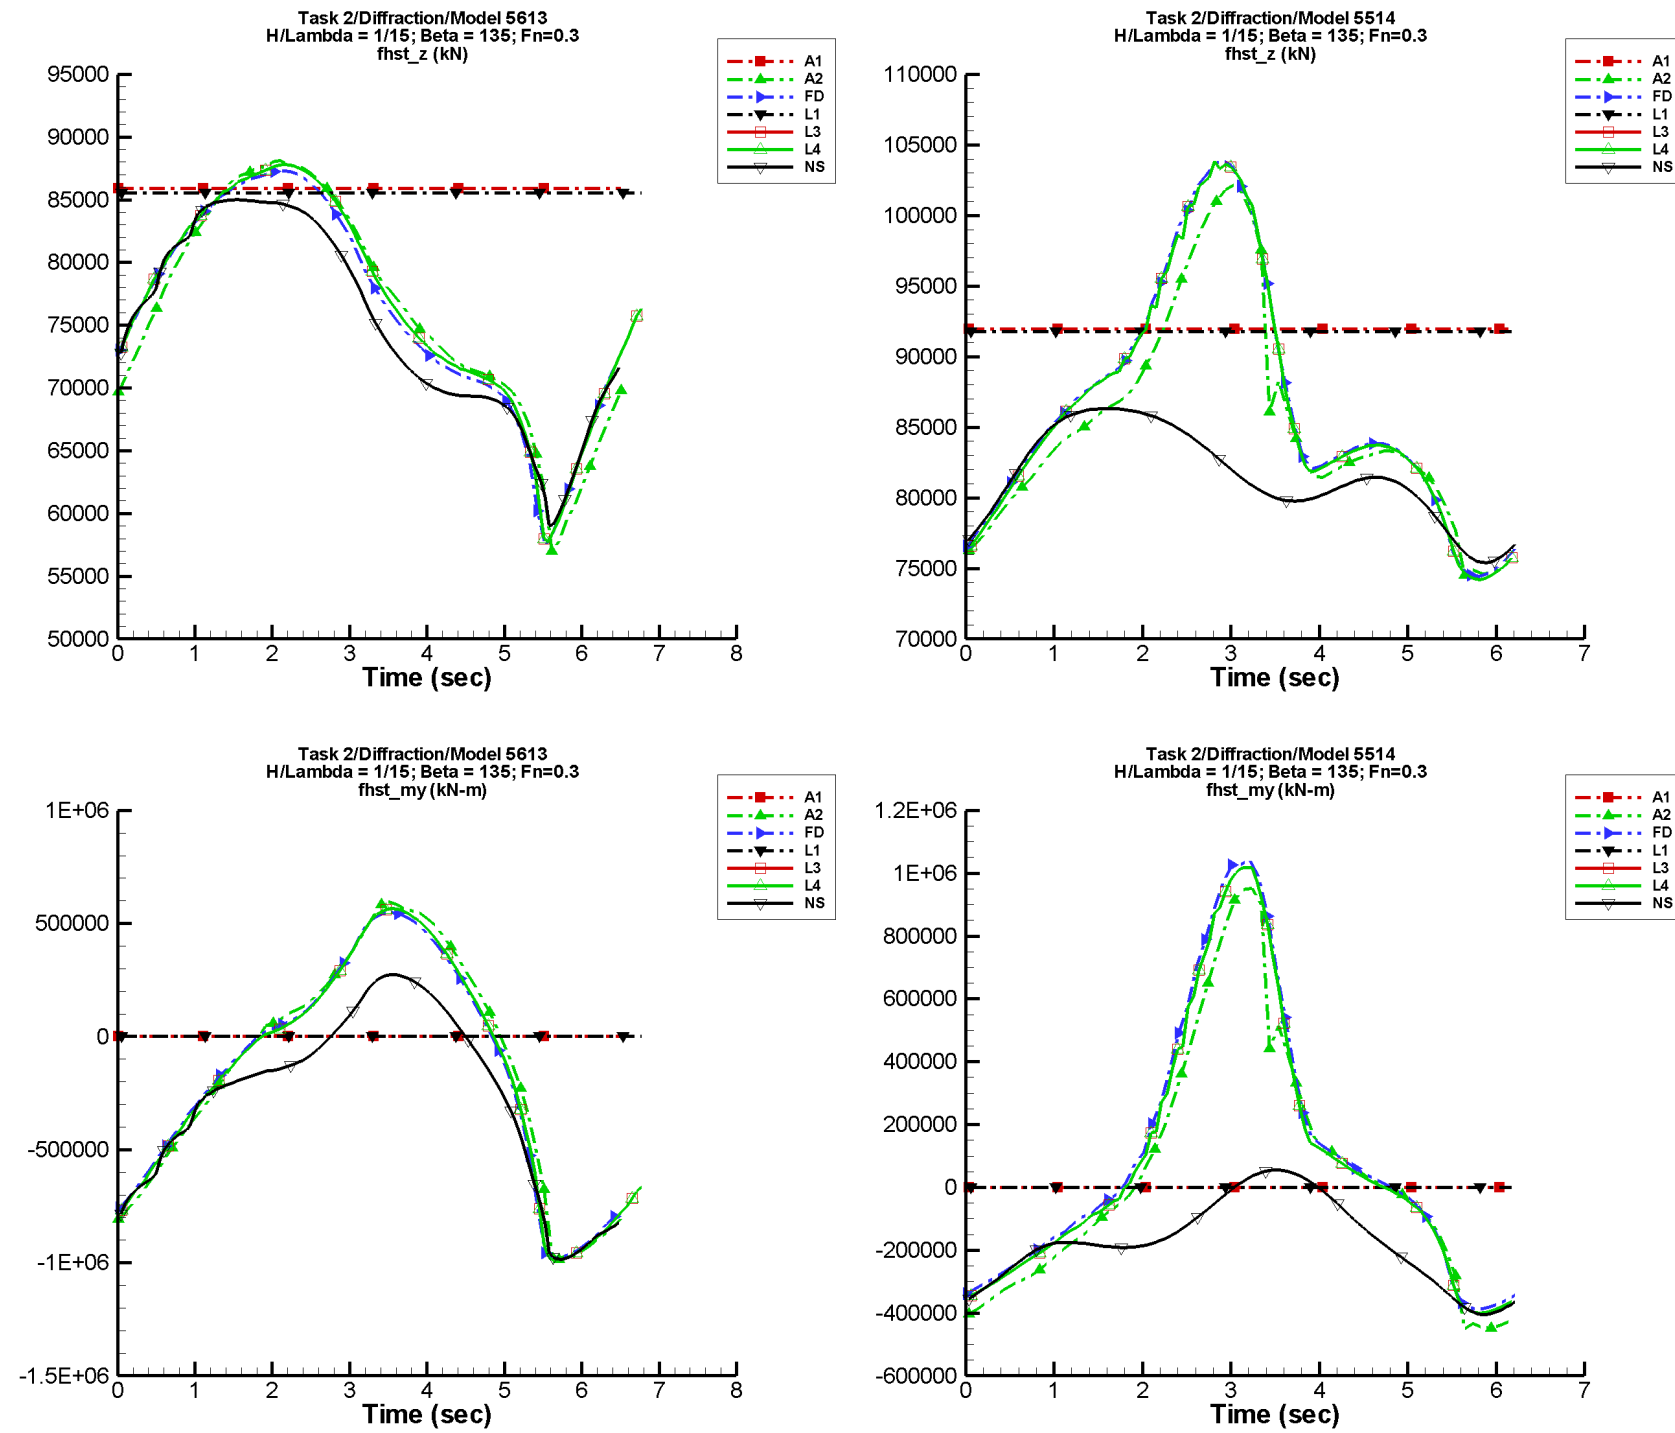 Task 2/Diffraction/Model 5613
H/Lambda = 1/15; Beta = 135; Fn=0.3
fhst_z (kN)
95000
90000
85000
80000
75000
70000
65000
60000
55000
50000
0 1 2 3 4 5 6 7 8
Time (sec)
A1
A2
FD
L1
L3
L4
NS
Task 2/Diffraction/Model 5514
H/Lambda = 1/15; Beta = 135; Fn=0.3
fhst_z (kN)
110000
105000
100000
95000
90000
85000
80000
75000
70000
0 1 2 3 4 5 6 7
Time (sec)
A1
A2
FD
L1
L3
L4
NS
Task 2/Diffraction/Model 5613
H/Lambda = 1/15; Beta = 135; Fn=0.3
fhst_my (kN-m)
1E+06
500000
0
-500000
-1E+06
-1.5E+06
0 1 2 3 4 5 6 7 8
Time (sec)
A1
A2
FD
L1
L3
L4
NS
Task 2/Diffraction/Model 5514
H/Lambda = 1/15; Beta = 135; Fn=0.3
fhst_my (kN-m)
1.2E+06
1E+06
800000
600000
400000
200000
0
-200000
-400000
-600000
0 1 2 3 4 5 6 7
Time (sec)
A1
A2
FD
L1
L3
L4
NS